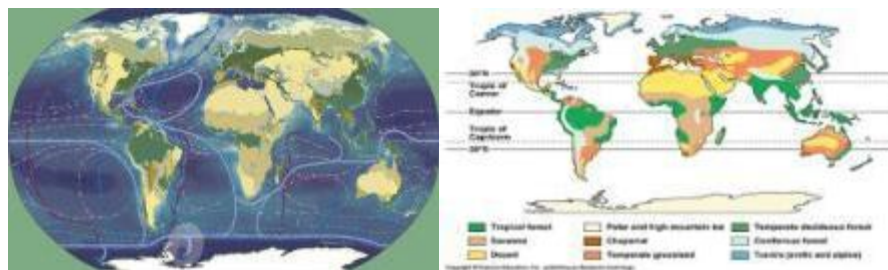 30°N
Tropic of
Cancer
Equator
Tropic of
Capricorn
30°S
Tropical forest
Savanna
Desert
Polar and high-mountain ice
Chaparral
Temperate grassland
Temperate deciduous forest
Coniferous forest
Tundra (arctic and alpine)